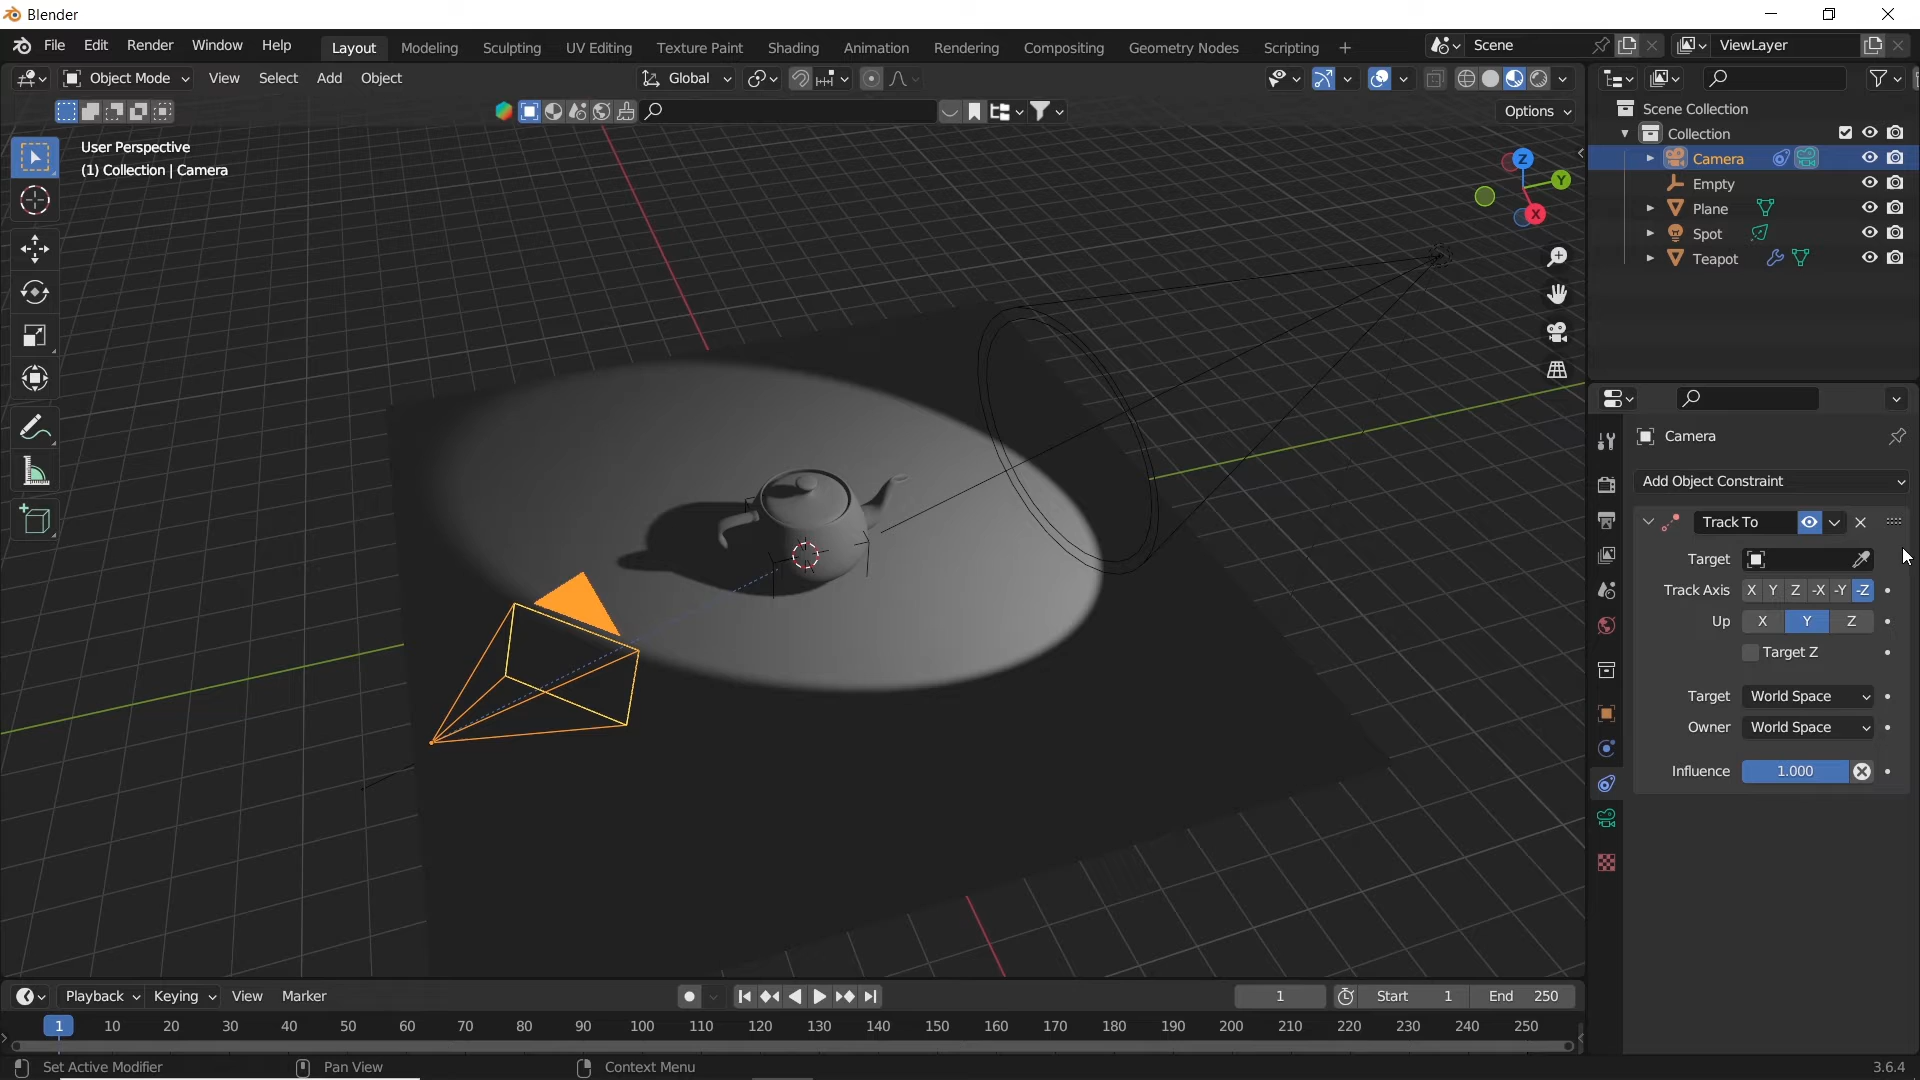 Blender
File Edit Render Window Help Layout Modeling Sculpting UV Editing Texture Paint Shading Animation Rendering Compositing Geometry Nodes Scripting + Scene ViewLayer
Object Mode View Select Add Object Global
Options
User Perspective
(1) Collection | Camera
Z
Y
X
Scene Collection
Collection
Camera
Empty
Plane
Spot
Teapot
Camera
Add Object Constraint
Track To
Target
Track Axis X Y Z -X -Y -Z
Up X Y Z
Target Z
Target World Space
Owner World Space
Influence 1.000
Playback Keying View Marker 1 Start 1 End 250
1 10 20 30 40 50 60 70 80 90 100 110 120 130 140 150 160 170 180 190 200 210 220 230 240 250
Set Active Modifier Pan View Context Menu 3.6.4